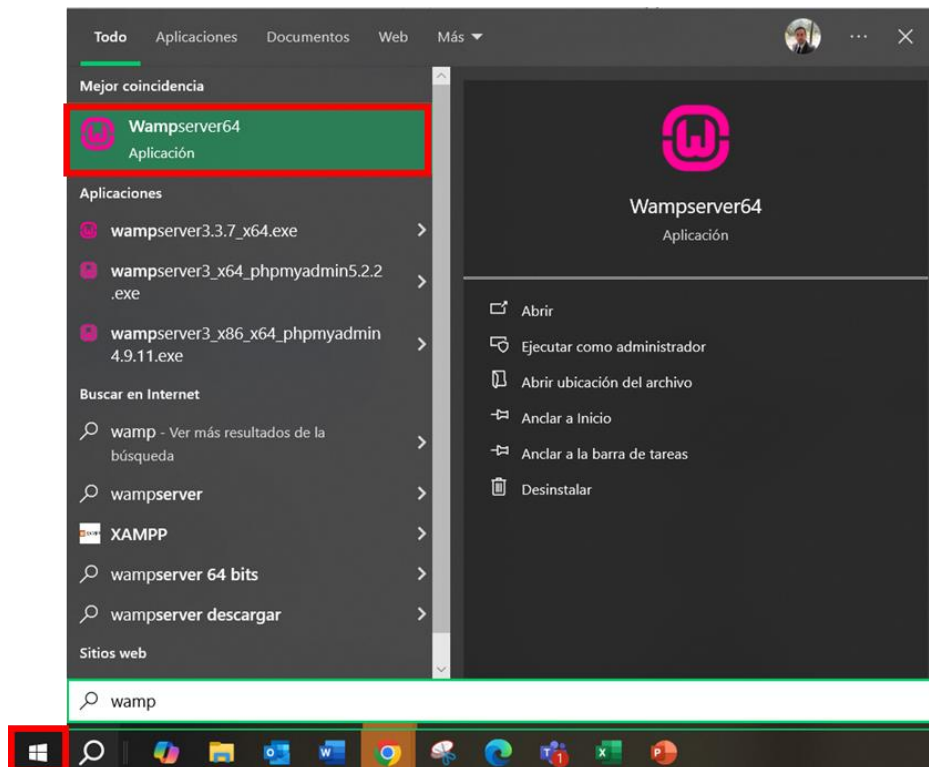 Todo Aplicaciones Documentos Web Más
Mejor coincidencia
Wampserver64
Aplicación
Aplicaciones
wampserver3.3.7_x64.exe
wampserver3_x64_phpmyadmin5.2.2
.exe
wampserver3_x86_x64_phpmyadmin
4.9.11.exe
Buscar en Internet
wamp - Ver más resultados de la
búsqueda
wampserver
XAMPP
wampserver 64 bits
wampserver descargar
Sitios web
wamp
Wampserver64
Aplicación
Abrir
Ejecutar como administrador
Abrir ubicación del archivo
Anclar a Inicio
Anclar a la barra de tareas
Desinstalar